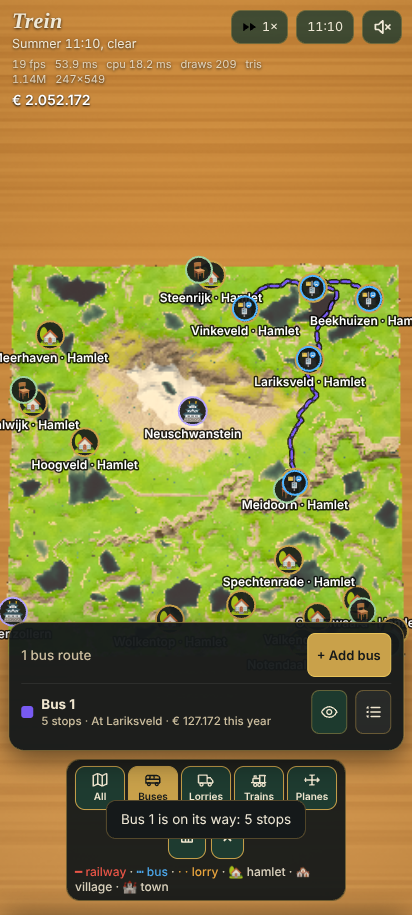 Trein
1×
11:10
Summer 11:10, clear
19 fps 53.9 ms cpu 18.2 ms draws 209 tris
1.14M 247×549
€ 2.052.172
Steenrijk · Hamlet
Vinkeveld · Hamlet
Beekhuizen · Ham
Meerhaven · Hamlet
Lariksveld · Hamlet
alwijk · Hamlet
Neuschwanstein
Hoogveld · Hamlet
Meidoorn · Hamlet
Spechtenrade · Hamlet
1 bus route
+ Add bus
Bus 1
5 stops · At Lariksveld · € 127.172 this year
All
Buses
Lorries
Trains
Planes
Bus 1 is on its way: 5 stops
railway · bus · lorry · hamlet ·
village · town